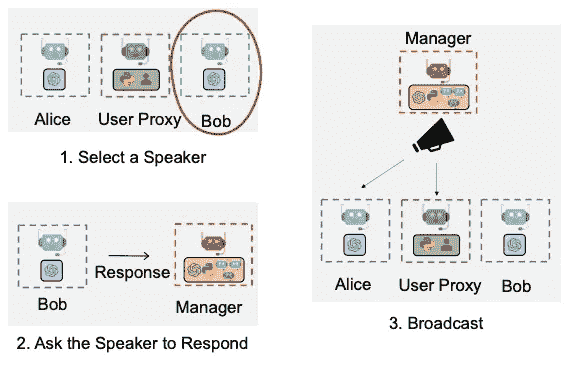 Alice
User Proxy
Bob
1. Select a Speaker
Response
Bob
Manager
2. Ask the Speaker to Respond
Manager
Alice
User Proxy
Bob
3. Broadcast